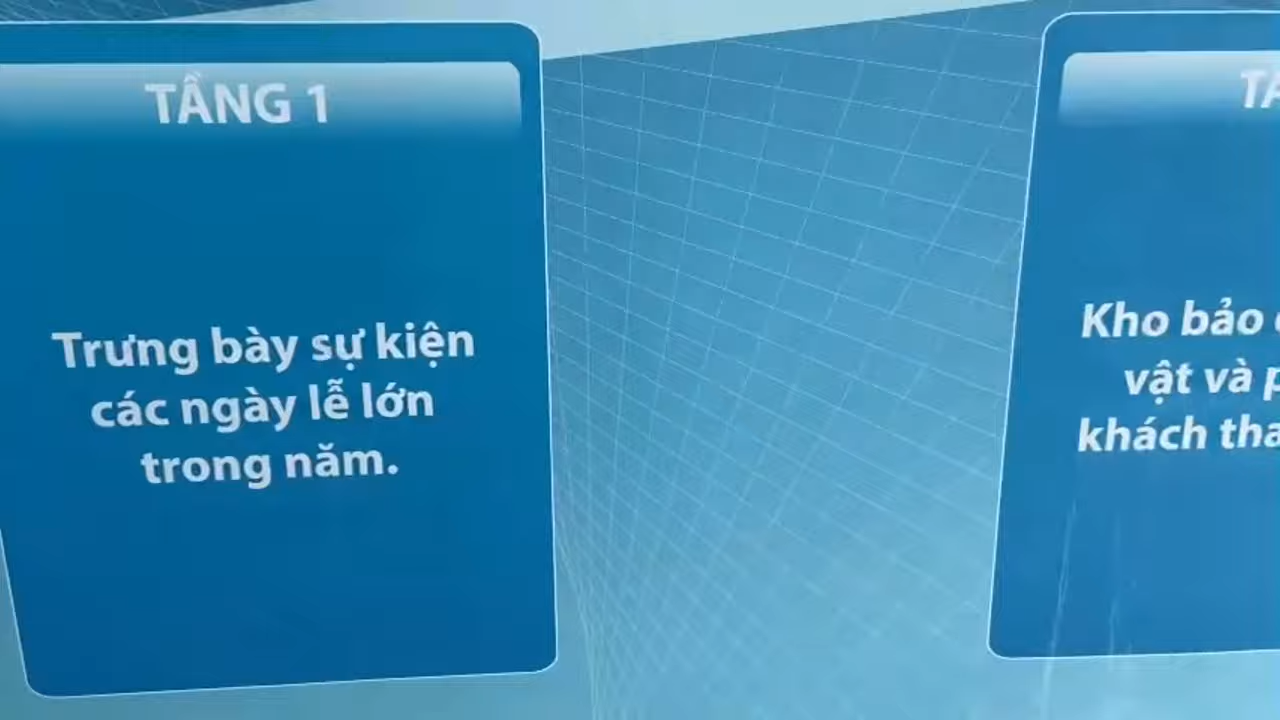 TẦNG 1
Trưng bày sự kiện
các ngày lễ lớn
trong năm.
Kho bảo
vật và
khách